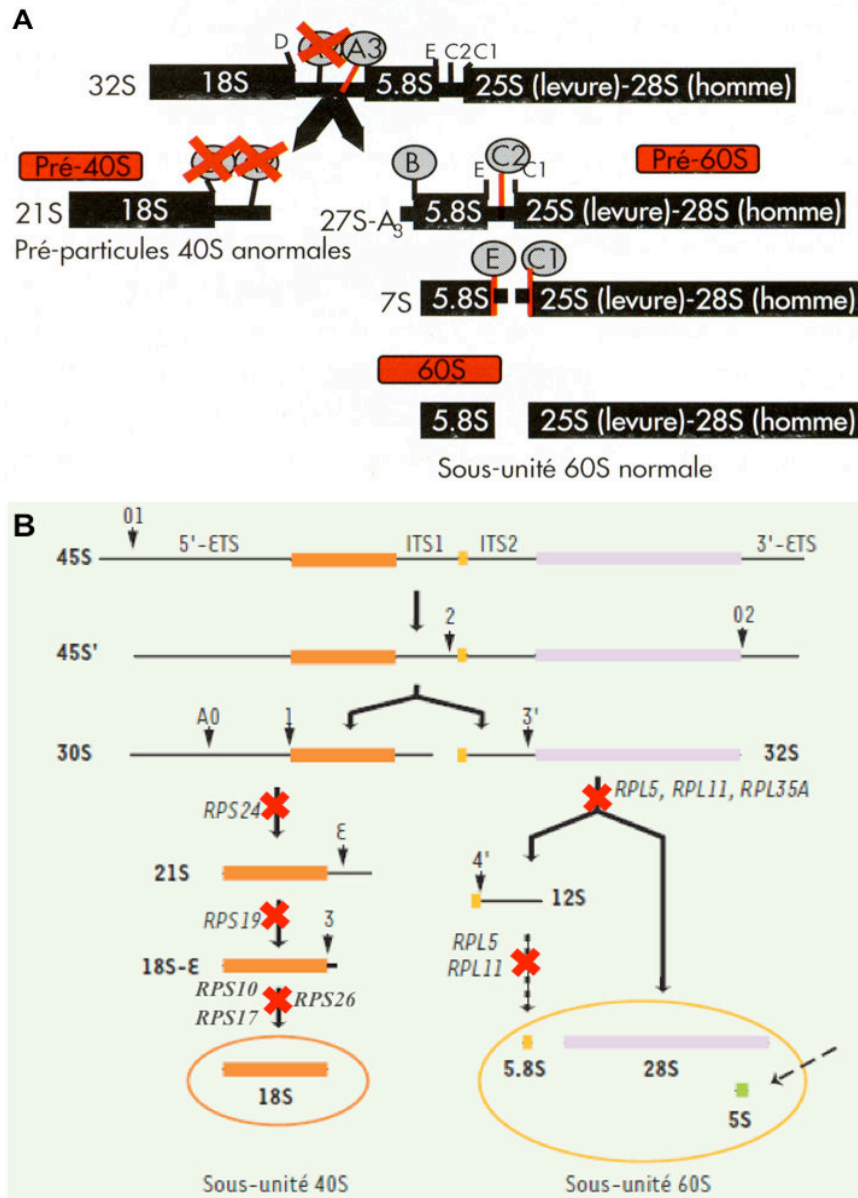 A
D A3 E C2 C1
32S 18S 5.8S 25S (levure)-28S (homme)
Pré-40S B C2 Pré-60S
E C1
21S 18S 27S-A3 5.8S 25S (levure)-28S (homme)
Pré-particules 40S anormales
E C1
7S 5.8S 25S (levure)-28S (homme)
60S
5.8S 25S (levure)-28S (homme)
Sous-unité 60S normale
B
01
5'-ETS ITS1 ITS2 3'-ETS
45S
2 02
45S'
A0 1 3'
30S 32S
RPL5, RPL11, RPL35A
RPS24
E 4'
21S 12S
RPS19 3 RPL5
18S-E RPL11
RPS10 RPS26
RPS17
5.8S 28S
18S 5S
Sous-unité 40S Sous-unité 60S